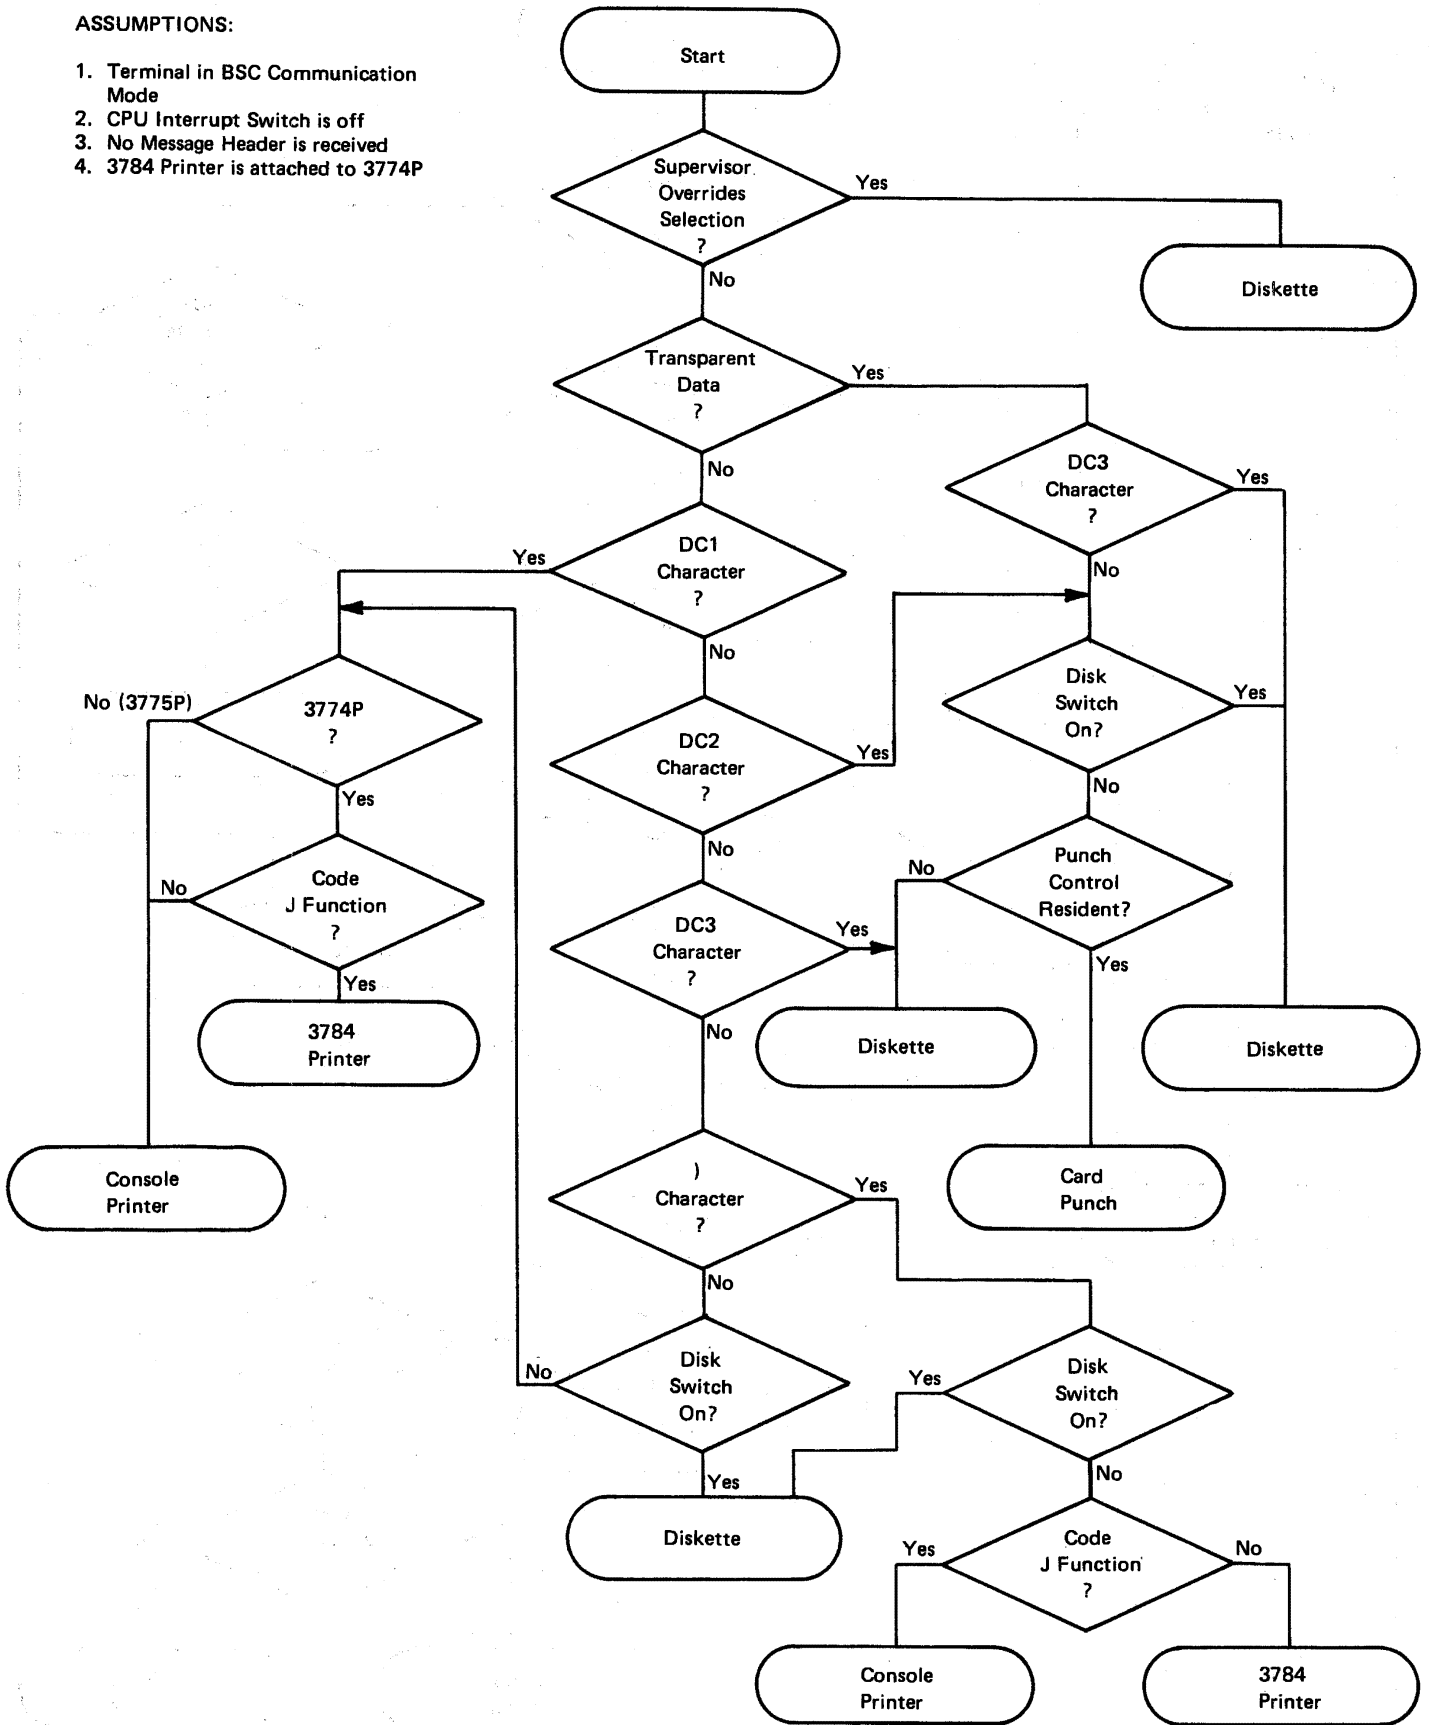 ASSUMPTIONS:
1. Terminal in BSC Communication
Mode
2. CPU Interrupt Switch is off
3. No Message Header is received
4. 3784 Printer is attached to 3774P
Start
Supervisor
Overrides
Selection
?
Yes
No
Diskette
Transparent
Data
?
Yes
No
DC3
Character
?
Yes
No
DC1
Character
?
Yes
No
Disk
Switch
On?
Yes
No
3774P
?
No (3775P)
Yes
DC2
Character
?
Yes
No
Punch
Control
Resident?
No
Yes
Code
J Function
?
No
Yes
DC3
Character
?
Yes
No
3784
Printer
Diskette
Diskette
Console
Printer
)
Character
?
Yes
No
Card
Punch
Disk
Switch
On?
No
Yes
Disk
Switch
On?
Yes
No
Diskette
Code
J Function
?
Yes
No
Console
Printer
3784
Printer